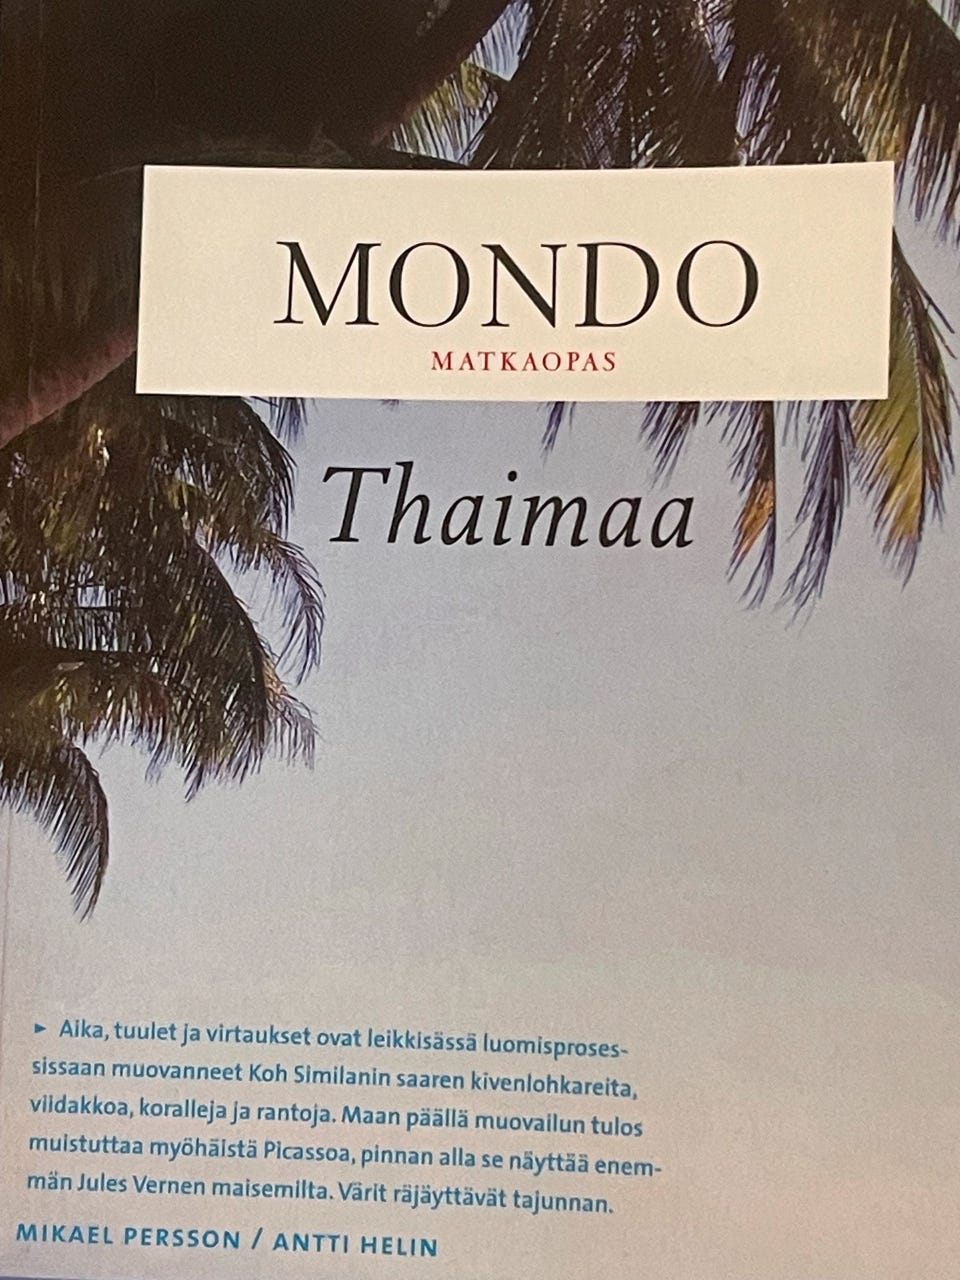 MONDO
MATKAOPAS
Thaimaa
► Aika, tuulet ja virtaukset ovat leikkisässä luomisproses-
sissaan muovanneet Koh Similanin saaren kivenlohkareita,
viidakkoa, koralleja ja rantoja. Maan päällä muovailun tulos
muistuttaa myöhäistä Picassoa, pinnan alla se näyttää enem-
män Jules Vernen maisemilta. Värit räjäyttävät tajunnan.
MIKAEL PERSSON / ANTTI HELIN